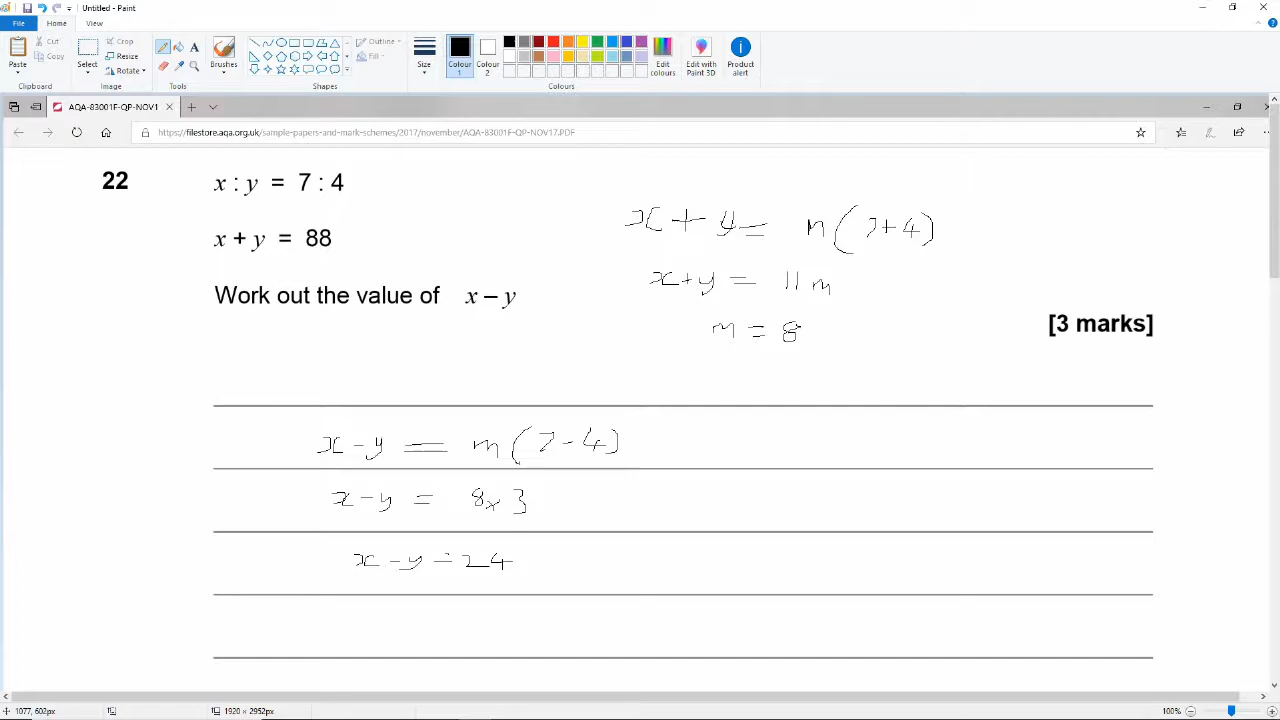 Untitled - Paint
File Home View
Paste Cut Copy Clipboard
Select Crop Resize Rotate Image
Tools
Brushes
Shapes Outline Fill
Size
Colour 1
Colour 2
Edit colours
Edit with Paint 3D
Product alert
Colours
AQA-83001F-QP-NOV1
https://filestore.aqa.org.uk/sample-papers-and-mark-schemes/2017/november/AQA-83001F-QP-NOV17.PDF
22 x : y = 7 : 4
x + y = m(7+4)
x + y = 88
x+y = 11m
Work out the value of x – y
m = 8
[3 marks]
x - y = m(7-4)
x - y = 8 x 3
x - y = 24
1077, 602px 1920 × 2952px 100%